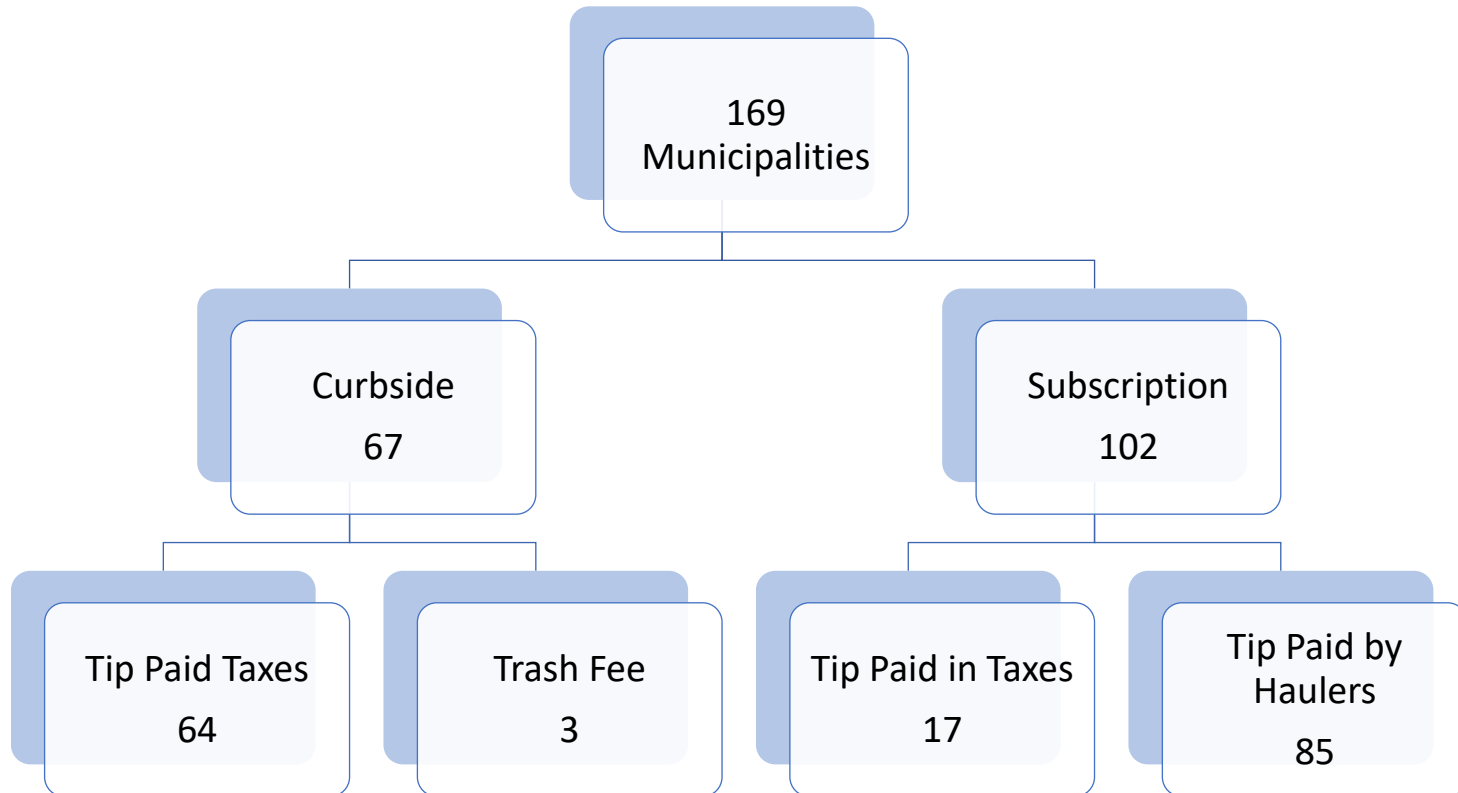 169
Municipalities
Curbside
67
Subscription
102
Tip Paid Taxes
64
Trash Fee
3
Tip Paid in Taxes
17
Tip Paid by
Haulers
85